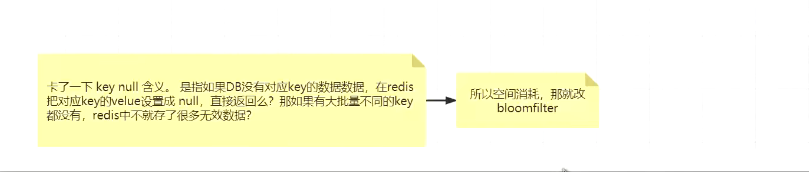 卡了一下 key null 含义。 是指如果DB没有对应key的数据数据，在redis
把对应key的velue设置成 null，直接返回么？那如果有大批量不同的key
都没有，redis中不就存了很多无效数据？
所以空间消耗，那就改
bloomfilter